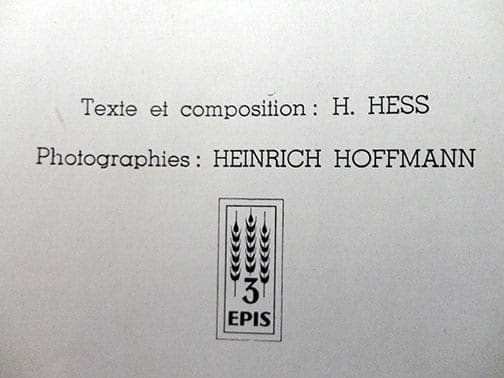 Texte et composition : H. HESS
Photographies : HEINRICH HOFFMANN
3
EPIS